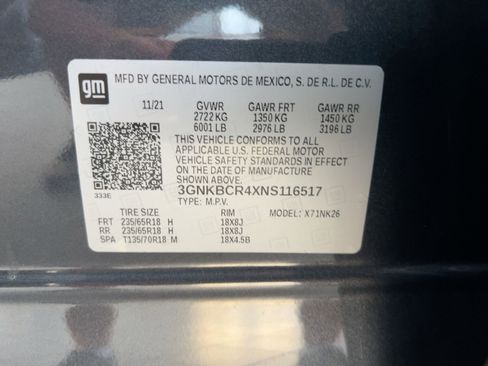 gm
MFD BY GENERAL MOTORS DE MEXICO, S. DE R.L. DE C.V.
11/21 GVWR GAWR FRT GAWR RR
2722 KG 1350 KG 1450 KG
6001 LB 2976 LB 3196 LB
THIS VEHICLE CONFORMS TO ALL
APPLICABLE U.S. FEDERAL MOTOR
VEHICLE SAFETY STANDARDS IN EFFECT
ON THE DATE OF MANUFACTURE SHOWN ABOVE.
333E 3GNKBCR4XNS116517
TYPE: M.P.V.
TIRE SIZE RIM MODEL: X71NK26
FRT 235/65R18 H 18X8J
RR 235/65R18 H 18X8J
SPA T135/70R18 M 18X4.5B